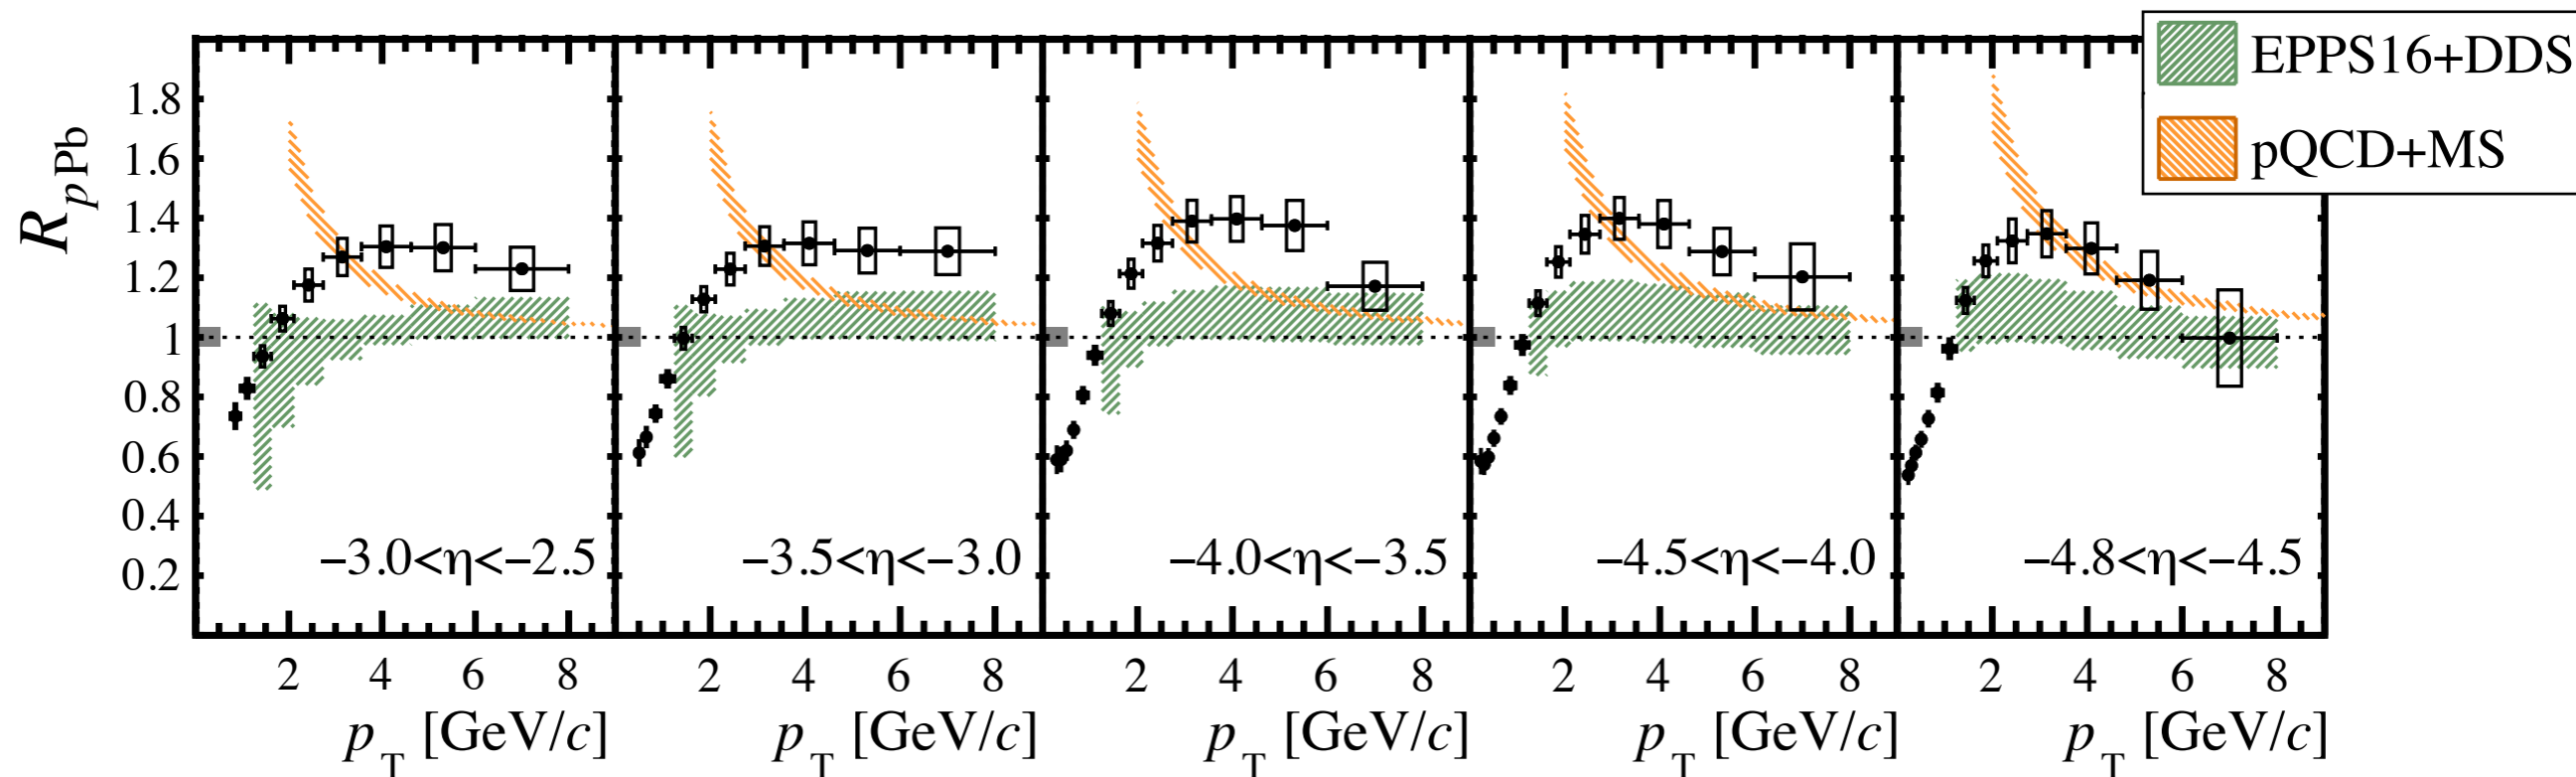 EPPS16+DDS
pQCD+MS
R_pPb
1.8
1.6
1.4
1.2
1
0.8
0.6
0.4
0.2
−3.0<η<−2.5 −3.5<η<−3.0 −4.0<η<−3.5 −4.5<η<−4.0 −4.8<η<−4.5
2 4 6 8 2 4 6 8 2 4 6 8 2 4 6 8 2 4 6 8
p_T [GeV/c] p_T [GeV/c] p_T [GeV/c] p_T [GeV/c] p_T [GeV/c]